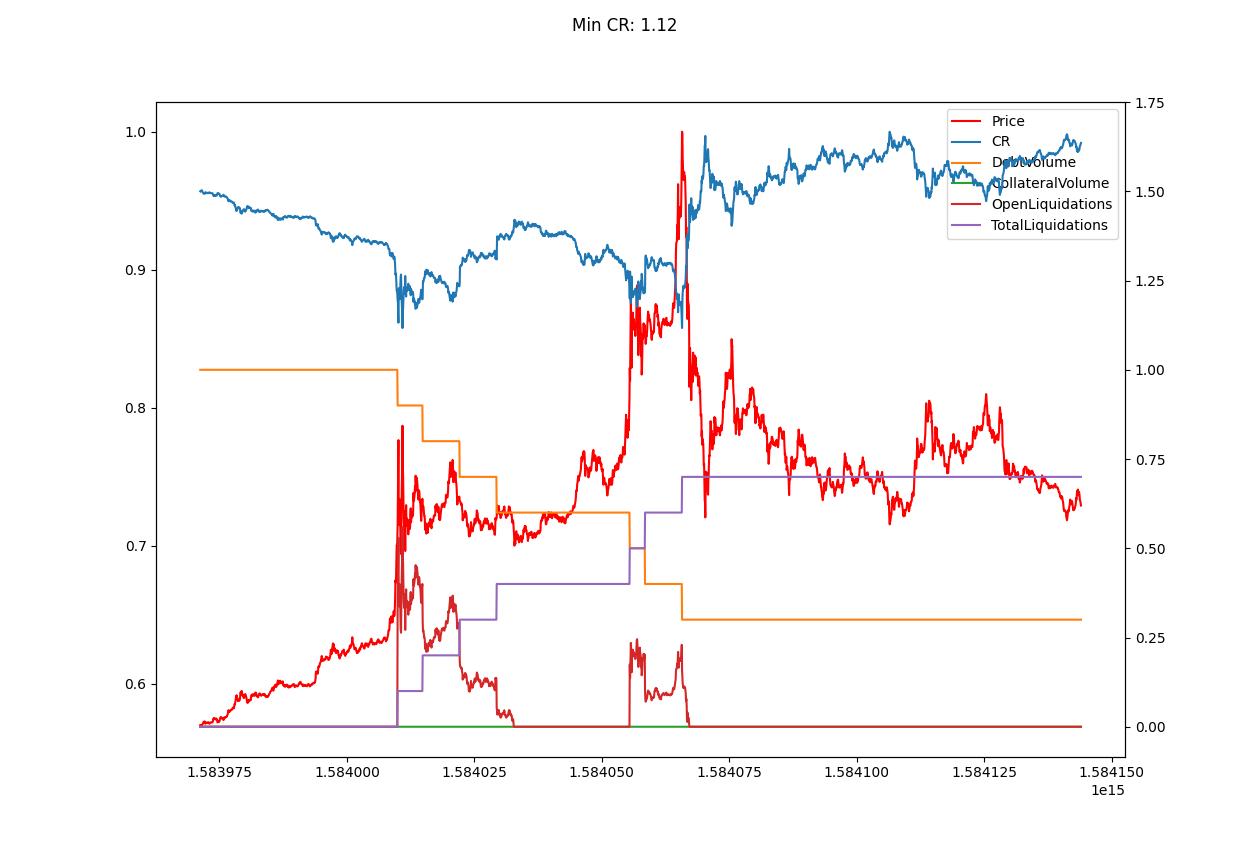 Min CR: 1.12
1.0
0.9
0.8
0.7
0.6
1.75
1.50
1.25
1.00
0.75
0.50
0.25
0.00
Price
CR
DebtVolume
CollateralVolume
OpenLiquidations
TotalLiquidations
1.583975 1.584000 1.584025 1.584050 1.584075 1.584100 1.584125 1.584150
1e15